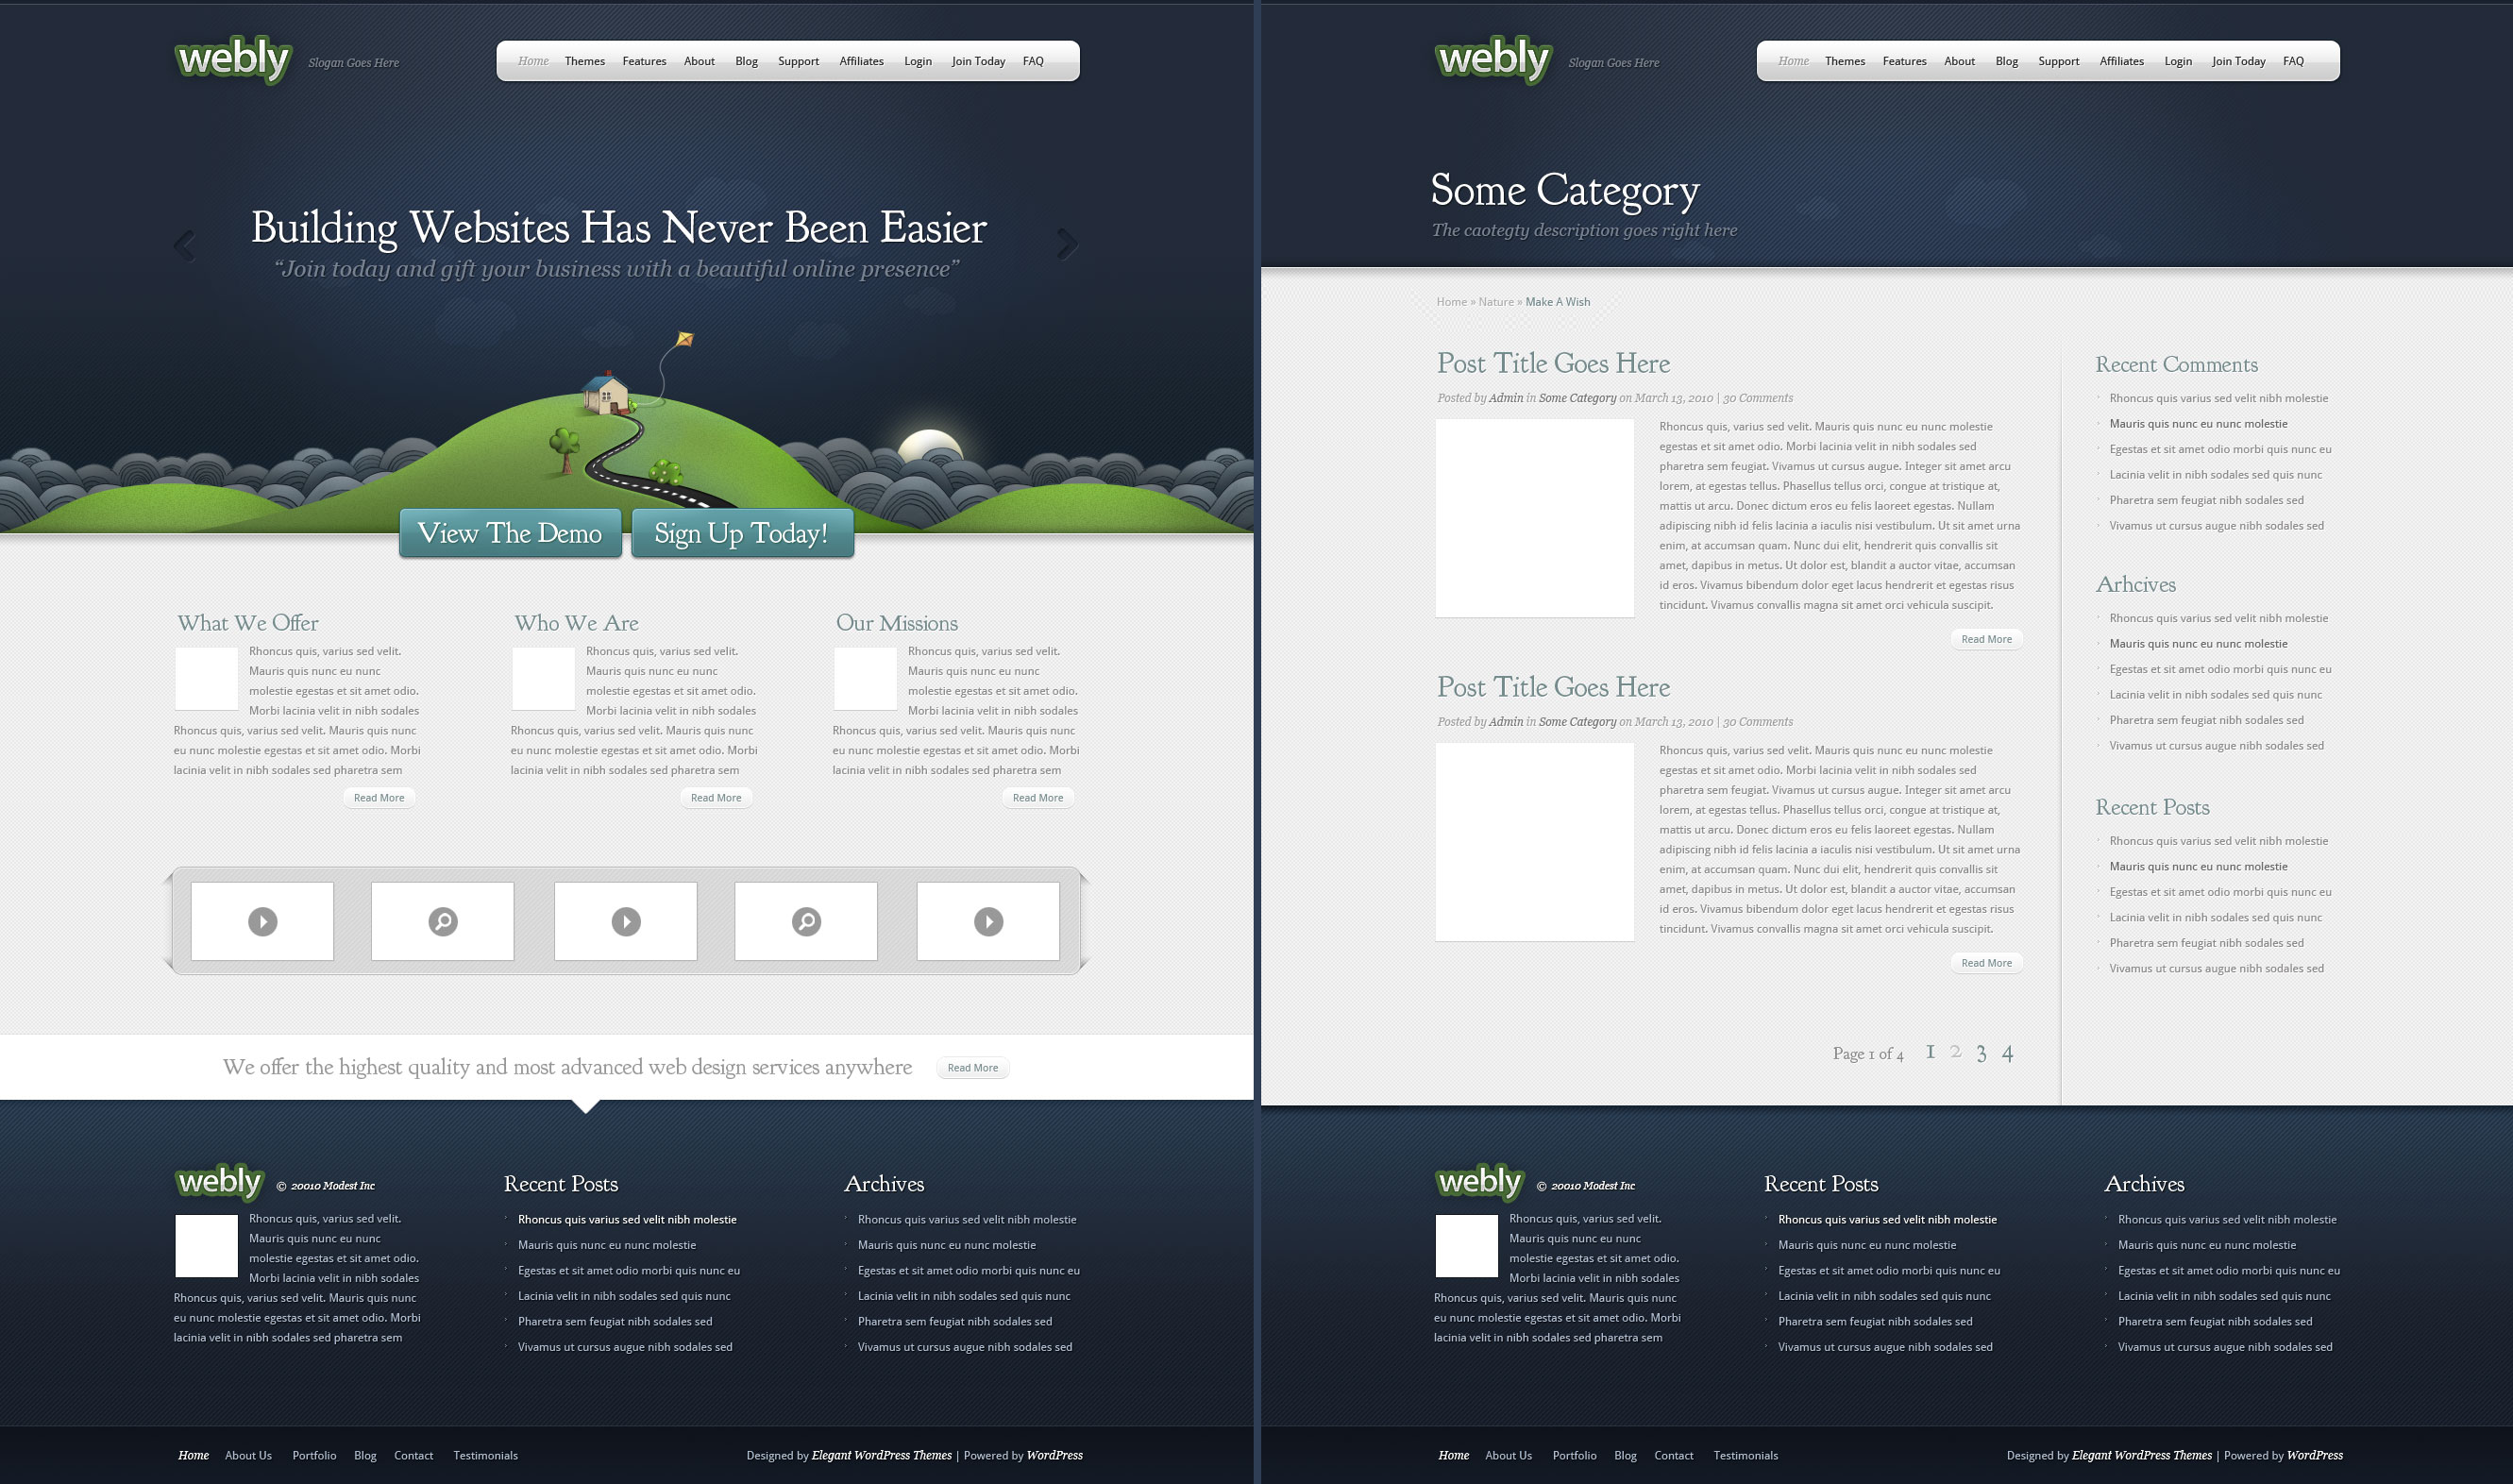 webly
Slogan Goes Here
Home Themes Features About Blog Support Affiliates Login Join Today FAQ
Building Websites Has Never Been Easier
“Join today and gift your business with a beautiful online presence”
View The Demo
Sign Up Today!
What We Offer
Rhoncus quis, varius sed velit.
Mauris quis nunc eu nunc
molestie egestas et sit amet odio.
Morbi lacinia velit in nibh sodales
Rhoncus quis, varius sed velit. Mauris quis nunc
eu nunc molestie egestas et sit amet odio. Morbi
lacinia velit in nibh sodales sed pharetra sem
Read More
Who We Are
Rhoncus quis, varius sed velit.
Mauris quis nunc eu nunc
molestie egestas et sit amet odio.
Morbi lacinia velit in nibh sodales
Rhoncus quis, varius sed velit. Mauris quis nunc
eu nunc molestie egestas et sit amet odio. Morbi
lacinia velit in nibh sodales sed pharetra sem
Read More
Our Missions
Rhoncus quis, varius sed velit.
Mauris quis nunc eu nunc
molestie egestas et sit amet odio.
Morbi lacinia velit in nibh sodales
Rhoncus quis, varius sed velit. Mauris quis nunc
eu nunc molestie egestas et sit amet odio. Morbi
lacinia velit in nibh sodales sed pharetra sem
Read More
We offer the highest quality and most advanced web design services anywhere
Read More
webly
© 20010 Modest Inc
Rhoncus quis, varius sed velit.
Mauris quis nunc eu nunc
molestie egestas et sit amet odio.
Morbi lacinia velit in nibh sodales
Rhoncus quis, varius sed velit. Mauris quis nunc
eu nunc molestie egestas et sit amet odio. Morbi
lacinia velit in nibh sodales sed pharetra sem
Recent Posts
Rhoncus quis varius sed velit nibh molestie
Mauris quis nunc eu nunc molestie
Egestas et sit amet odio morbi quis nunc eu
Lacinia velit in nibh sodales sed quis nunc
Pharetra sem feugiat nibh sodales sed
Vivamus ut cursus augue nibh sodales sed
Archives
Rhoncus quis varius sed velit nibh molestie
Mauris quis nunc eu nunc molestie
Egestas et sit amet odio morbi quis nunc eu
Lacinia velit in nibh sodales sed quis nunc
Pharetra sem feugiat nibh sodales sed
Vivamus ut cursus augue nibh sodales sed
Home About Us Portfolio Blog Contact Testimonials
Designed by Elegant WordPress Themes | Powered by WordPress
webly
Slogan Goes Here
Home Themes Features About Blog Support Affiliates Login Join Today FAQ
Some Category
The caotegty description goes right here
Home » Nature » Make A Wish
Post Title Goes Here
Posted by Admin in Some Category on March 13, 2010 | 30 Comments
Rhoncus quis, varius sed velit. Mauris quis nunc eu nunc molestie
egestas et sit amet odio. Morbi lacinia velit in nibh sodales sed
pharetra sem feugiat. Vivamus ut cursus augue. Integer sit amet arcu
lorem, at egestas tellus. Phasellus tellus orci, congue at tristique at,
mattis ut arcu. Donec dictum eros eu felis laoreet egestas. Nullam
adipiscing nibh id felis lacinia a iaculis nisi vestibulum. Ut sit amet urna
enim, at accumsan quam. Nunc dui elit, hendrerit quis convallis sit
amet, dapibus in metus. Ut dolor est, blandit a auctor vitae, accumsan
id eros. Vivamus bibendum dolor eget lacus hendrerit et egestas risus
tincidunt. Vivamus convallis magna sit amet orci vehicula suscipit.
Read More
Post Title Goes Here
Posted by Admin in Some Category on March 13, 2010 | 30 Comments
Rhoncus quis, varius sed velit. Mauris quis nunc eu nunc molestie
egestas et sit amet odio. Morbi lacinia velit in nibh sodales sed
pharetra sem feugiat. Vivamus ut cursus augue. Integer sit amet arcu
lorem, at egestas tellus. Phasellus tellus orci, congue at tristique at,
mattis ut arcu. Donec dictum eros eu felis laoreet egestas. Nullam
adipiscing nibh id felis lacinia a iaculis nisi vestibulum. Ut sit amet urna
enim, at accumsan quam. Nunc dui elit, hendrerit quis convallis sit
amet, dapibus in metus. Ut dolor est, blandit a auctor vitae, accumsan
id eros. Vivamus bibendum dolor eget lacus hendrerit et egestas risus
tincidunt. Vivamus convallis magna sit amet orci vehicula suscipit.
Read More
Page 1 of 4 1 2 3 4
Recent Comments
Rhoncus quis varius sed velit nibh molestie
Mauris quis nunc eu nunc molestie
Egestas et sit amet odio morbi quis nunc eu
Lacinia velit in nibh sodales sed quis nunc
Pharetra sem feugiat nibh sodales sed
Vivamus ut cursus augue nibh sodales sed
Arhcives
Rhoncus quis varius sed velit nibh molestie
Mauris quis nunc eu nunc molestie
Egestas et sit amet odio morbi quis nunc eu
Lacinia velit in nibh sodales sed quis nunc
Pharetra sem feugiat nibh sodales sed
Vivamus ut cursus augue nibh sodales sed
Recent Posts
Rhoncus quis varius sed velit nibh molestie
Mauris quis nunc eu nunc molestie
Egestas et sit amet odio morbi quis nunc eu
Lacinia velit in nibh sodales sed quis nunc
Pharetra sem feugiat nibh sodales sed
Vivamus ut cursus augue nibh sodales sed
webly
© 20010 Modest Inc
Rhoncus quis, varius sed velit.
Mauris quis nunc eu nunc
molestie egestas et sit amet odio.
Morbi lacinia velit in nibh sodales
Rhoncus quis, varius sed velit. Mauris quis nunc
eu nunc molestie egestas et sit amet odio. Morbi
lacinia velit in nibh sodales sed pharetra sem
Recent Posts
Rhoncus quis varius sed velit nibh molestie
Mauris quis nunc eu nunc molestie
Egestas et sit amet odio morbi quis nunc eu
Lacinia velit in nibh sodales sed quis nunc
Pharetra sem feugiat nibh sodales sed
Vivamus ut cursus augue nibh sodales sed
Archives
Rhoncus quis varius sed velit nibh molestie
Mauris quis nunc eu nunc molestie
Egestas et sit amet odio morbi quis nunc eu
Lacinia velit in nibh sodales sed quis nunc
Pharetra sem feugiat nibh sodales sed
Vivamus ut cursus augue nibh sodales sed
Home About Us Portfolio Blog Contact Testimonials
Designed by Elegant WordPress Themes | Powered by WordPress